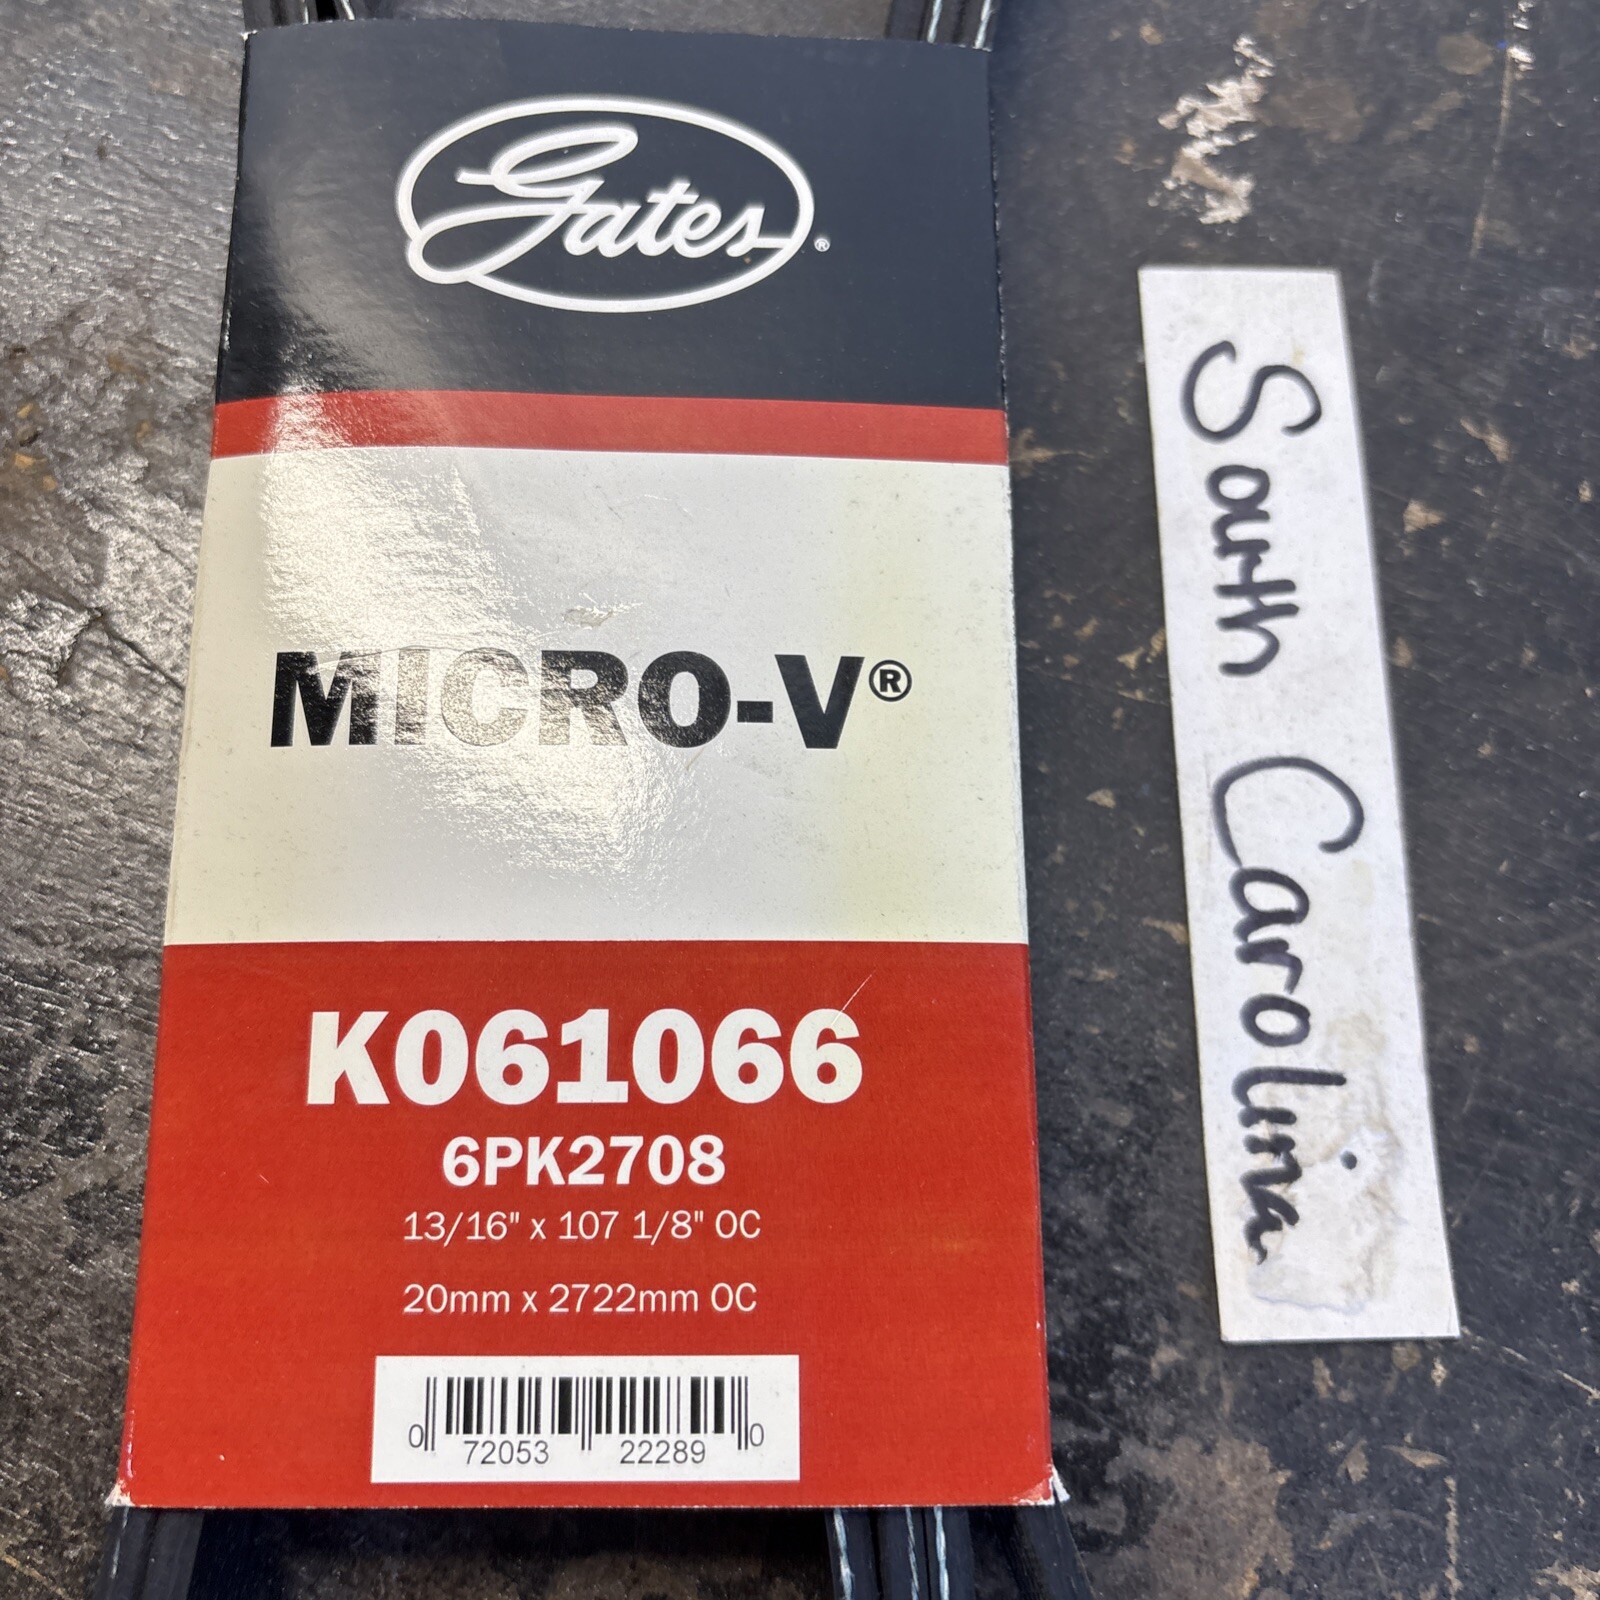 Gates®
MICRO-V®
K061066
6PK2708
13/16" x 107 1/8" OC
20mm x 2722mm OC
0 72053 22289 0
South Carolina